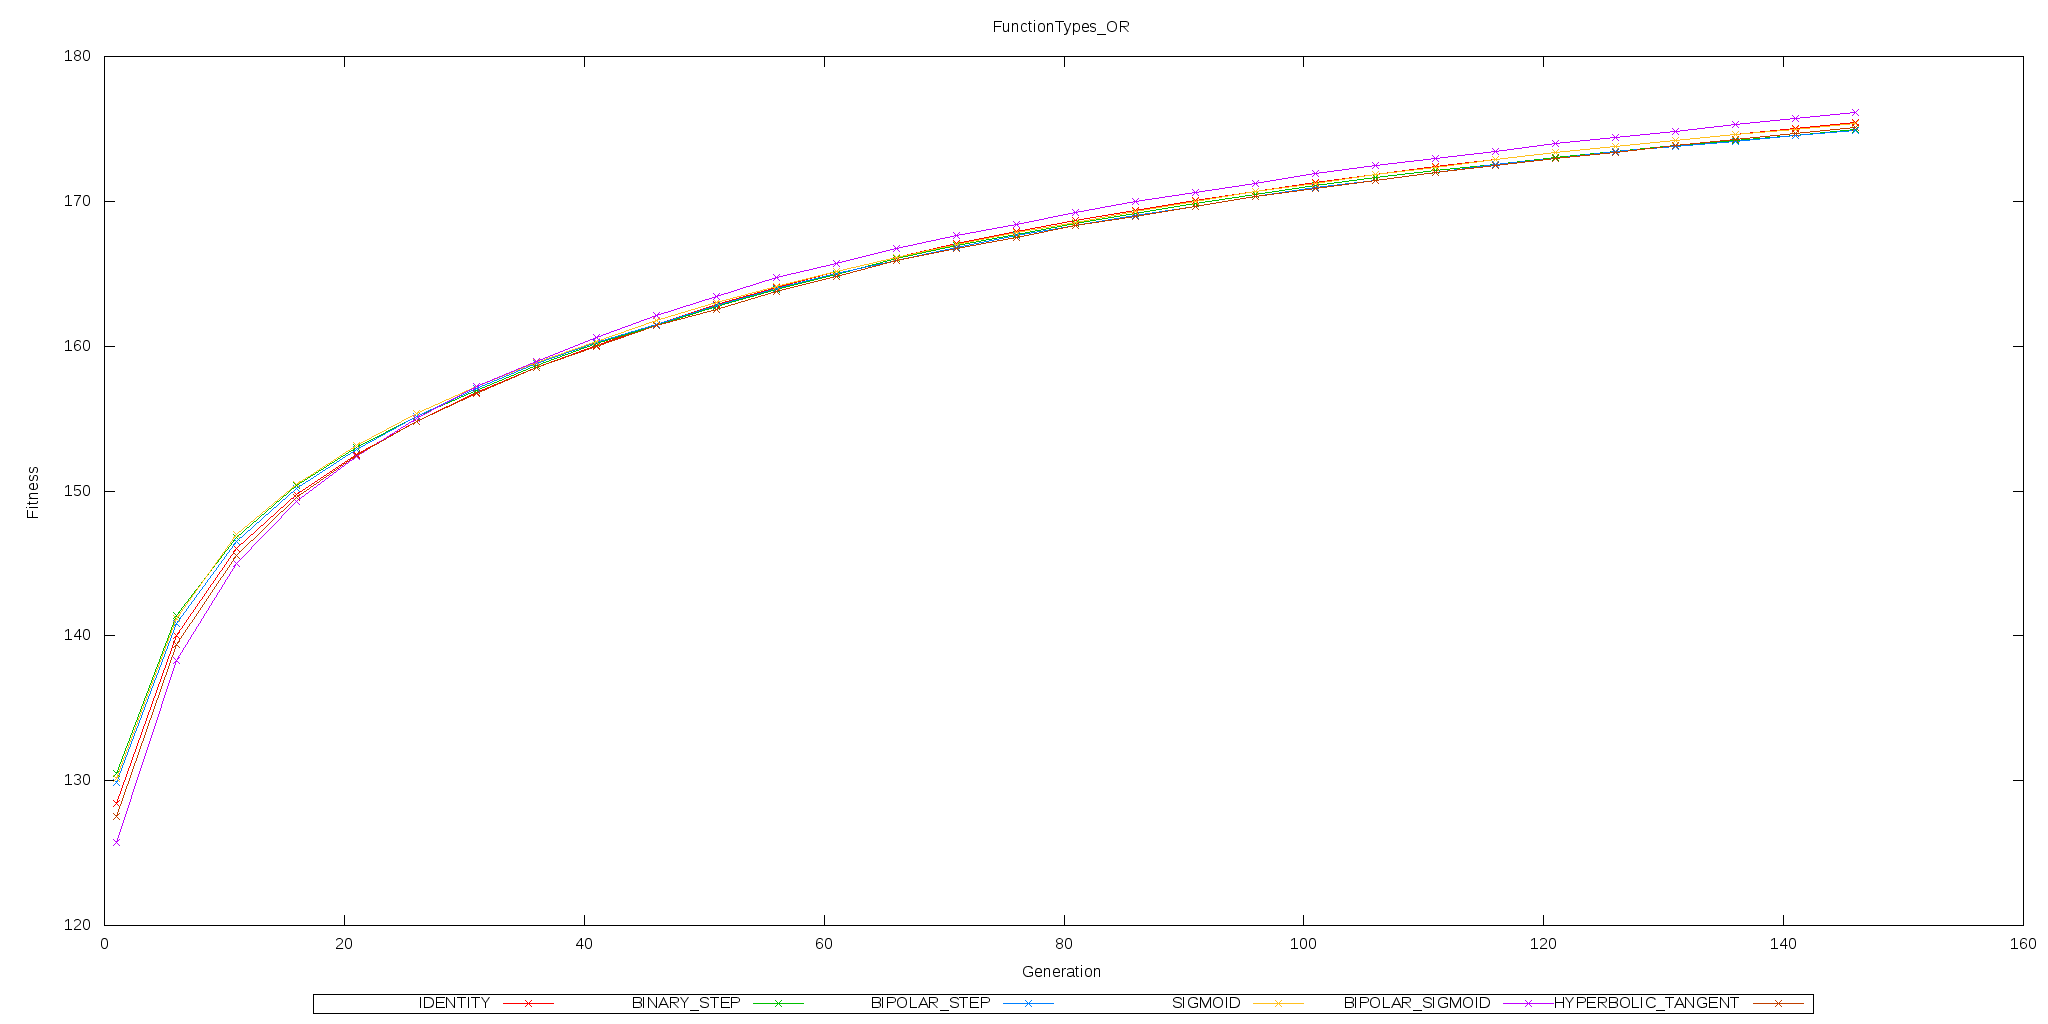 FunctionTypes_OR
180
170
160
150
140
130
120
Fitness
0 20 40 60 80 100 120 140 160
Generation
IDENTITY BINARY_STEP BIPOLAR_STEP SIGMOID BIPOLAR_SIGMOID HYPERBOLIC_TANGENT